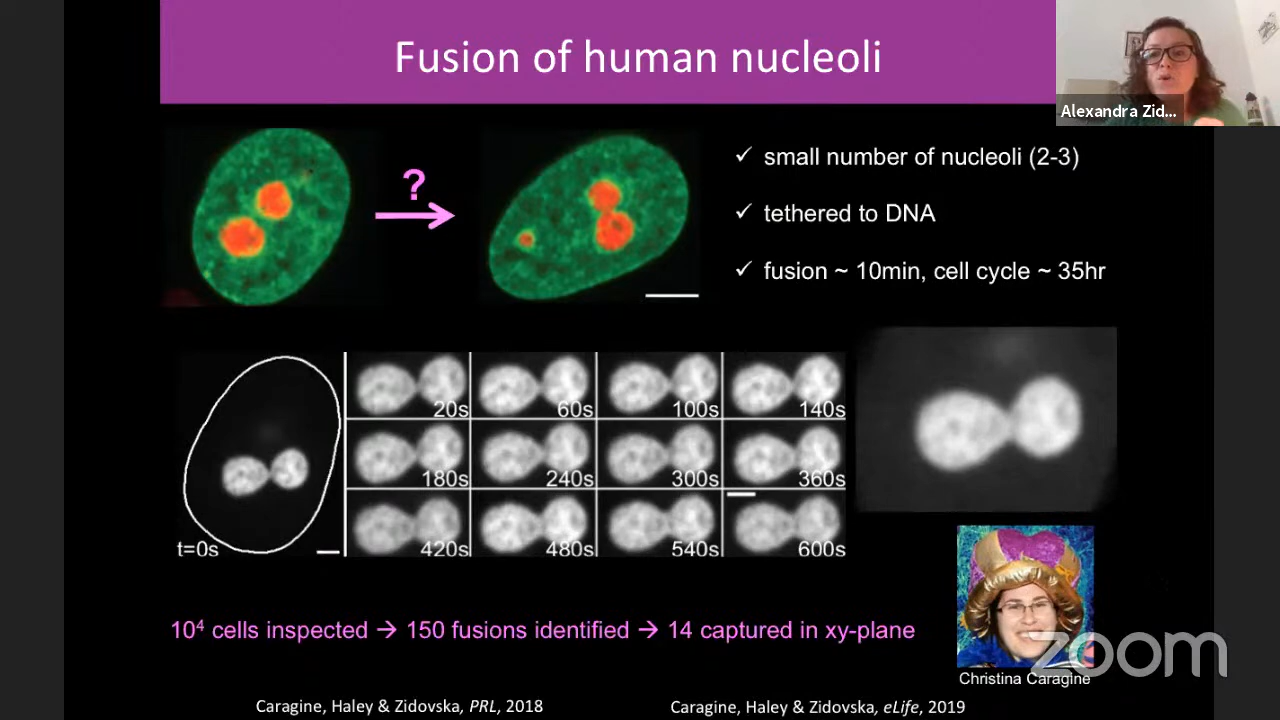 Fusion of human nucleoli
Alexandra Zid...
?
✓ small number of nucleoli (2-3)
✓ tethered to DNA
✓ fusion ~ 10min, cell cycle ~ 35hr
t=0s
20s 60s 100s 140s
180s 240s 300s 360s
420s 480s 540s 600s
10⁴ cells inspected → 150 fusions identified → 14 captured in xy-plane
zoom
Christina Caragine
Caragine, Haley & Zidovska, PRL, 2018
Caragine, Haley & Zidovska, eLife, 2019